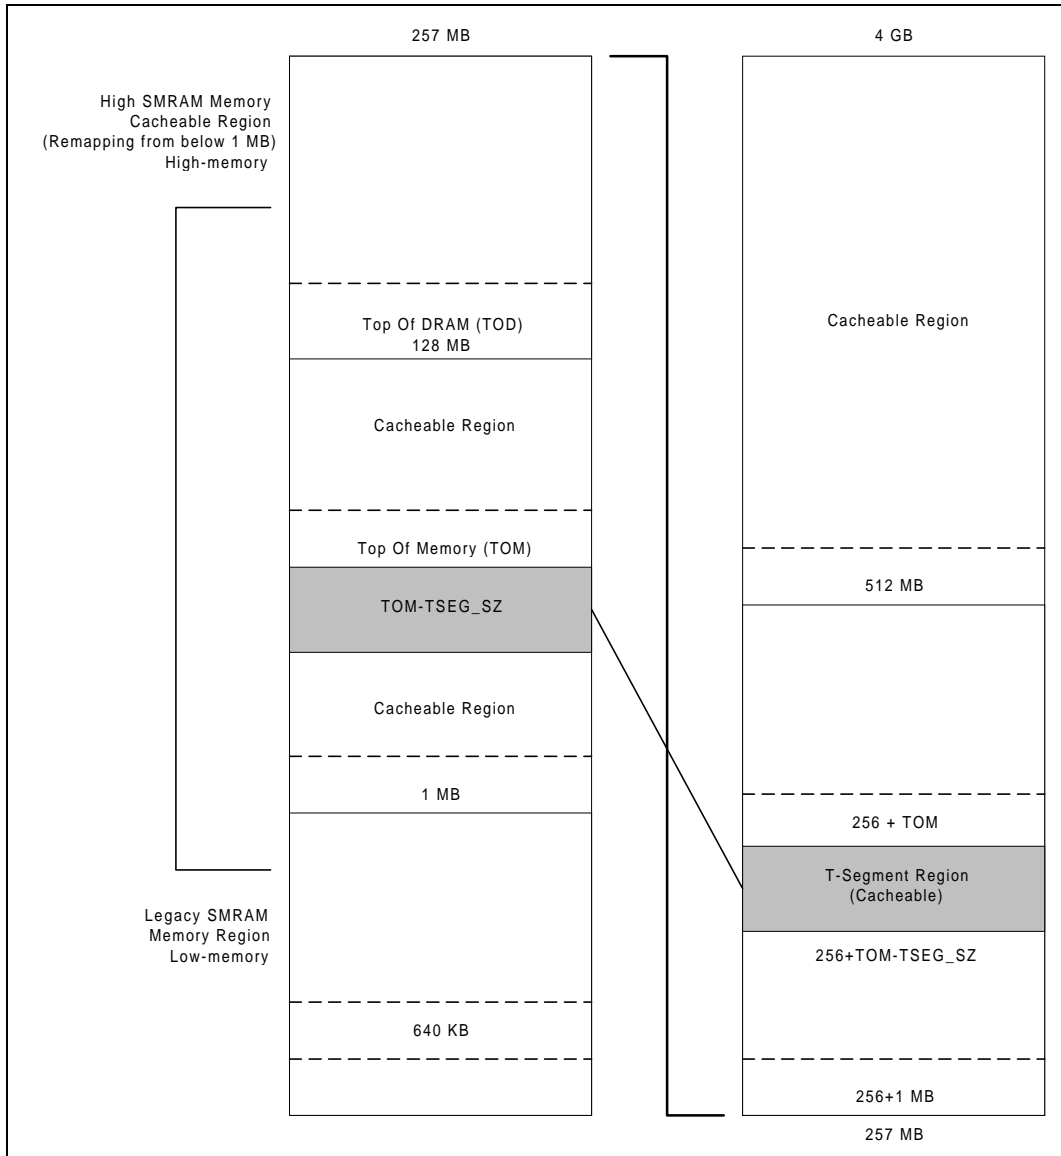 257 MB
4 GB
High SMRAM Memory
Cacheable Region
(Remapping from below 1 MB)
High-memory
Top Of DRAM (TOD)
128 MB
Cacheable Region
Cacheable Region
Top Of Memory (TOM)
512 MB
TOM-TSEG_SZ
Cacheable Region
1 MB
256 + TOM
T-Segment Region
(Cacheable)
Legacy SMRAM
Memory Region
Low-memory
256+TOM-TSEG_SZ
640 KB
256+1 MB
257 MB